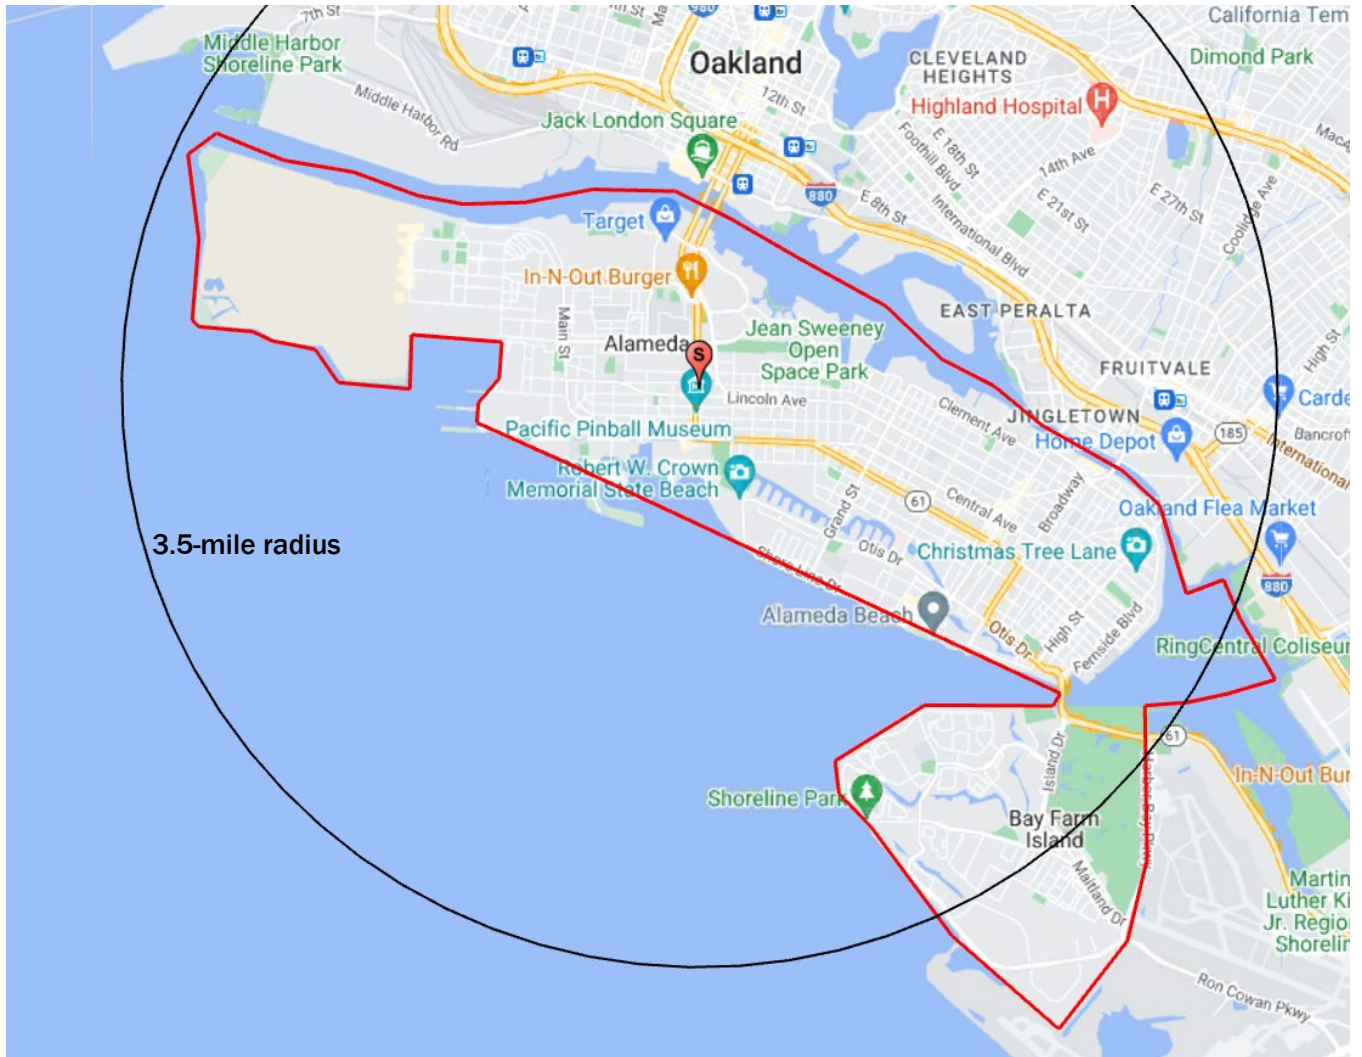 7th St
California Tem
Middle Harbor
Shoreline Park
980
Oakland
CLEVELAND
HEIGHTS
Dimond Park
12th St
Highland Hospital
H
Middle Harbor Rd
Jack London Square
E 18th St
Foothill Blvd
14th Ave
MacA
E 8th St
880
E 21st St
E 27th St
Coolidge Ave
International Blvd
Target
In-N-Out Burger
EAST PERALTA
Main St
Alameda
S
Jean Sweeney
Open
Space Park
High St
FRUITVALE
Lincoln Ave
Carde
Clement Ave
JINGLETOWN
Pacific Pinball Museum
Home Depot
185
Bancroft
International
Robert W. Crown
Memorial State Beach
Grand St
61
Central Ave
Broadway
Oakland Flea Market
3.5-mile radius
Otis Dr
Christmas Tree Lane
Shore Line Dr
880
Alameda Beach
Otis Dr
High St
Fernside Blvd
RingCentral Coliseum
61
Island Dr
Harbor Bay Pkwy
In-N-Out Bur
Shoreline Park
Bay Farm
Island
Maitland Dr
Martin
Luther Ki
Jr. Regio
Shorelin
Ron Cowan Pkwy